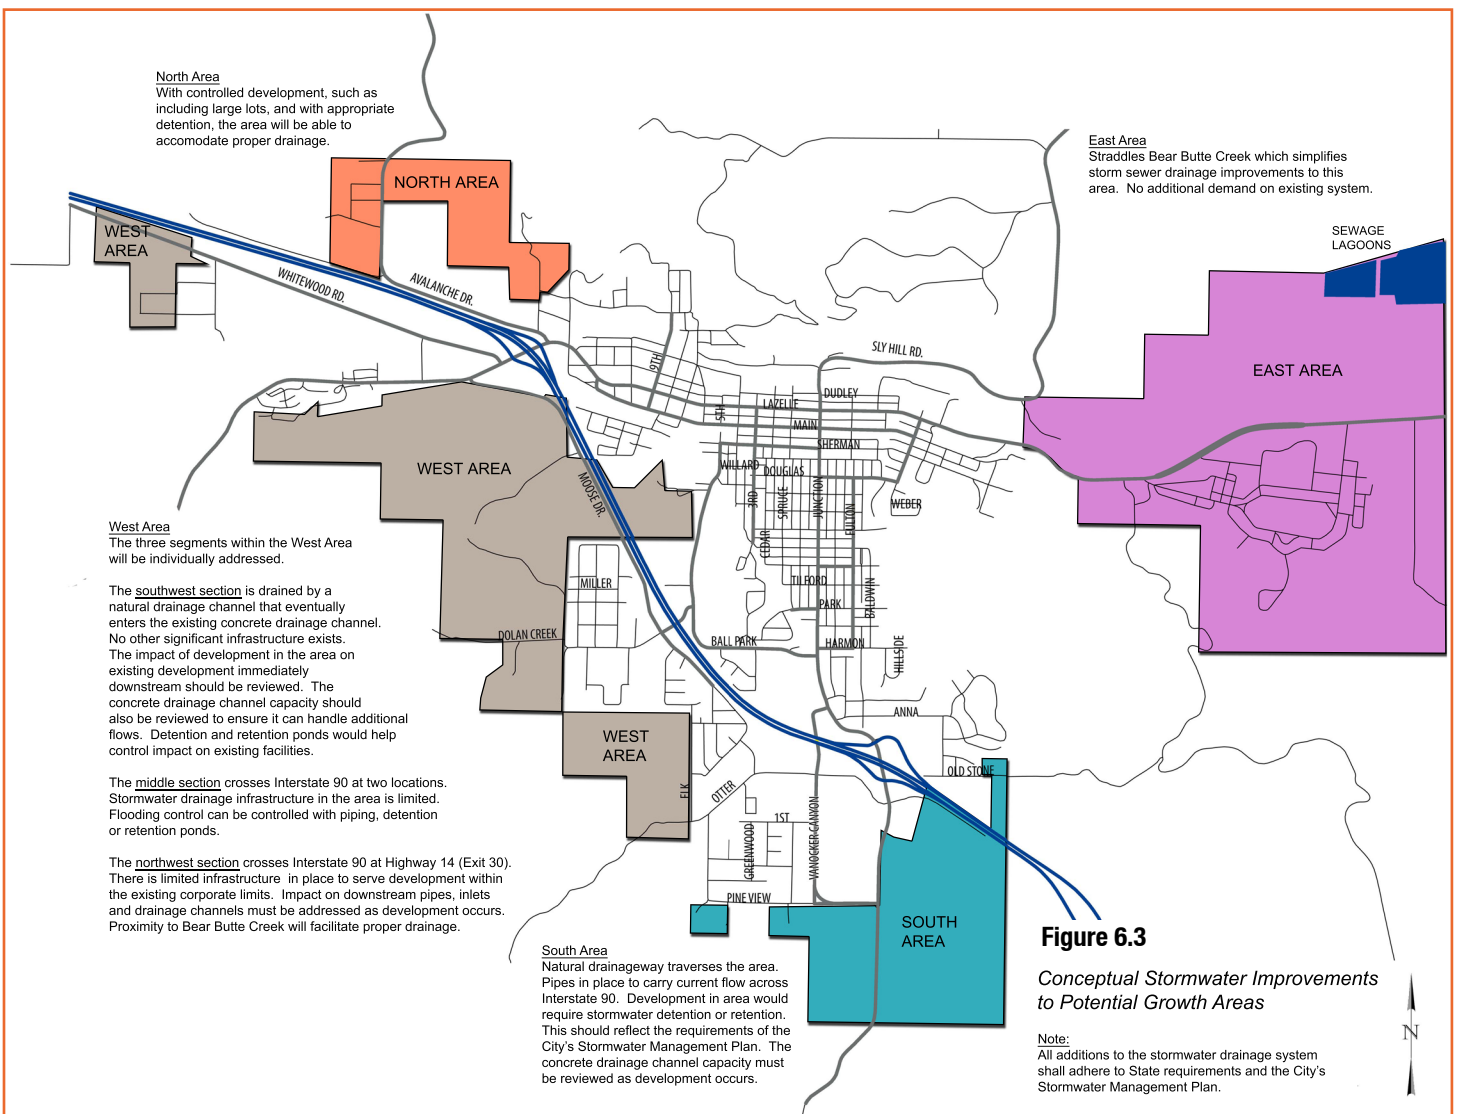 North Area
With controlled development, such as
including large lots, and with appropriate
detention, the area will be able to
accomodate proper drainage.
East Area
Straddles Bear Butte Creek which simplifies
storm sewer drainage improvements to this
area.  No additional demand on existing system.
NORTH AREA
WEST
AREA
SEWAGE
LAGOONS
WHITEWOOD RD.
AVALANCHE DR.
SLY HILL RD.
EAST AREA
9TH
DUDLEY
LAZELLE
5TH
MAIN
SHERMAN
WILLARD
DOUGLAS
WEST AREA
MOOSE DR.
3RD
SPRUCE
JUNCTION
FULTON
WEBER
CEDAR
MILLER
TILFORD
BALDWIN
PARK
DOLAN CREEK
BALL PARK
HARMON
HILLSIDE
ANNA
WEST
AREA
OLD STONE
ELK
OTTER
1ST
GREENWOOD
VANOCKER CANYON
PINE VIEW
SOUTH
AREA
West Area
The three segments within the West Area
will be individually addressed.
The southwest section is drained by a
natural drainage channel that eventually
enters the existing concrete drainage channel.
No other significant infrastructure exists.
The impact of development in the area on
existing development immediately
downstream should be reviewed.  The
concrete drainage channel capacity should
also be reviewed to ensure it can handle additional
flows.  Detention and retention ponds would help
control impact on existing facilities.
The middle section crosses Interstate 90 at two locations.
Stormwater drainage infrastructure in the area is limited.
Flooding control can be controlled with piping, detention
or retention ponds.
The northwest section crosses Interstate 90 at Highway 14 (Exit 30).
There is limited infrastructure  in place to serve development within
the existing corporate limits.  Impact on downstream pipes, inlets
and drainage channels must be addressed as development occurs.
Proximity to Bear Butte Creek will facilitate proper drainage.
South Area
Natural drainageway traverses the area.
Pipes in place to carry current flow across
Interstate 90.  Development in area would
require stormwater detention or retention.
This should reflect the requirements of the
City's Stormwater Management Plan.  The
concrete drainage channel capacity must
be reviewed as development occurs.
Figure 6.3
Conceptual Stormwater Improvements
to Potential Growth Areas
Note:
All additions to the stormwater drainage system
shall adhere to State requirements and the City's
Stormwater Management Plan.
N